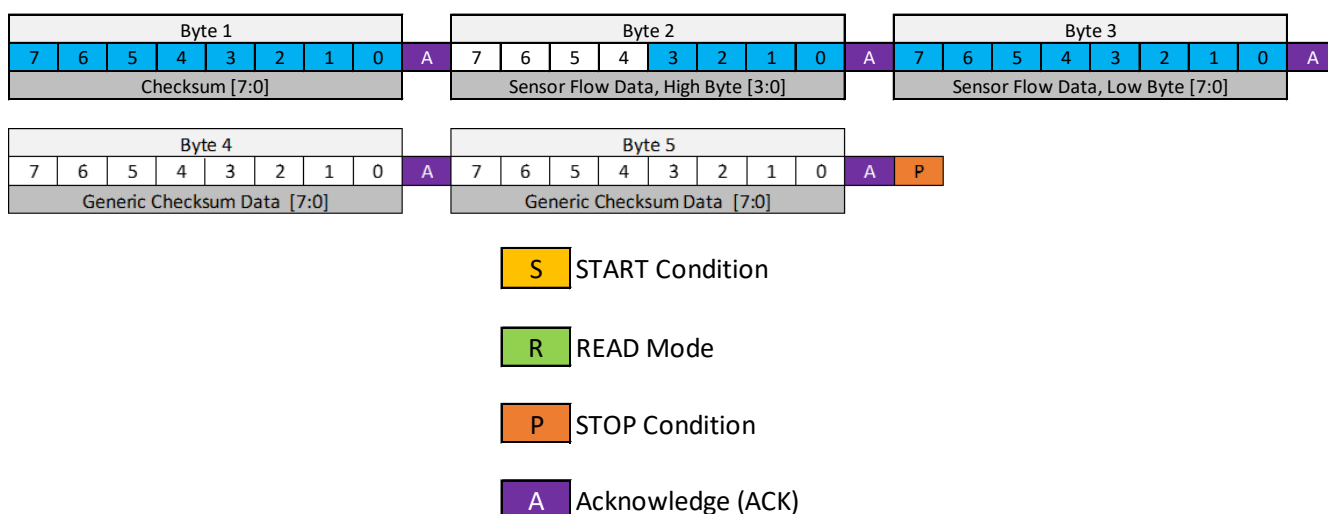 Byte 1 Byte 2 Byte 3
7 6 5 4 3 2 1 0 A 7 6 5 4 3 2 1 0 A 7 6 5 4 3 2 1 0 A
Checksum [7:0] Sensor Flow Data, High Byte [3:0] Sensor Flow Data, Low Byte [7:0]
Byte 4 Byte 5
7 6 5 4 3 2 1 0 A 7 6 5 4 3 2 1 0 A P
Generic Checksum Data [7:0] Generic Checksum Data [7:0]
S START Condition
R READ Mode
P STOP Condition
A Acknowledge (ACK)